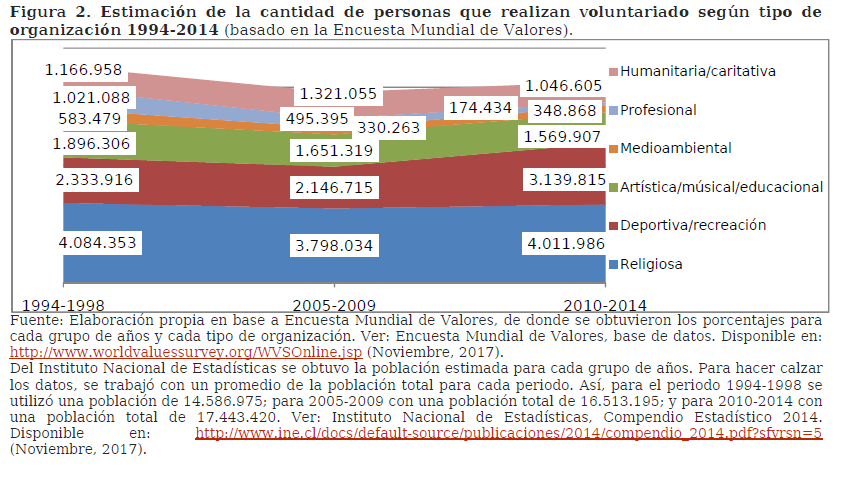 Figura 2. Estimación de la cantidad de personas que realizan voluntariado según tipo de
organización 1994-2014 (basado en la Encuesta Mundial de Valores).
1.166.958
1.321.055
1.046.605
Humanitaria/caritativa
1.021.088
495.395
174.434
348.868
Profesional
583.479
330.263
Medioambiental
1.896.306
1.651.319
1.569.907
Artística/músical/educacional
2.333.916
2.146.715
3.139.815
Deportiva/recreación
4.084.353
3.798.034
4.011.986
Religiosa
1994-1998
2005-2009
2010-2014
Fuente: Elaboración propia en base a Encuesta Mundial de Valores, de donde se obtuvieron los porcentajes para
cada grupo de años y cada tipo de organización. Ver: Encuesta Mundial de Valores, base de datos. Disponible en:
http://www.worldvaluessurvey.org/WVSOnline.jsp (Noviembre, 2017).
Del Instituto Nacional de Estadísticas se obtuvo la población estimada para cada grupo de años. Para hacer calzar
los datos, se trabajó con un promedio de la población total para cada periodo. Así, para el periodo 1994-1998 se
utilizó una población de 14.586.975; para 2005-2009 con una población total de 16.513.195; y para 2010-2014 con
una población total de 17.443.420. Ver: Instituto Nacional de Estadísticas, Compendio Estadístico 2014.
Disponible en: http://www.ine.cl/docs/default-source/publicaciones/2014/compendio_2014.pdf?sfvrsn=5
(Noviembre, 2017).